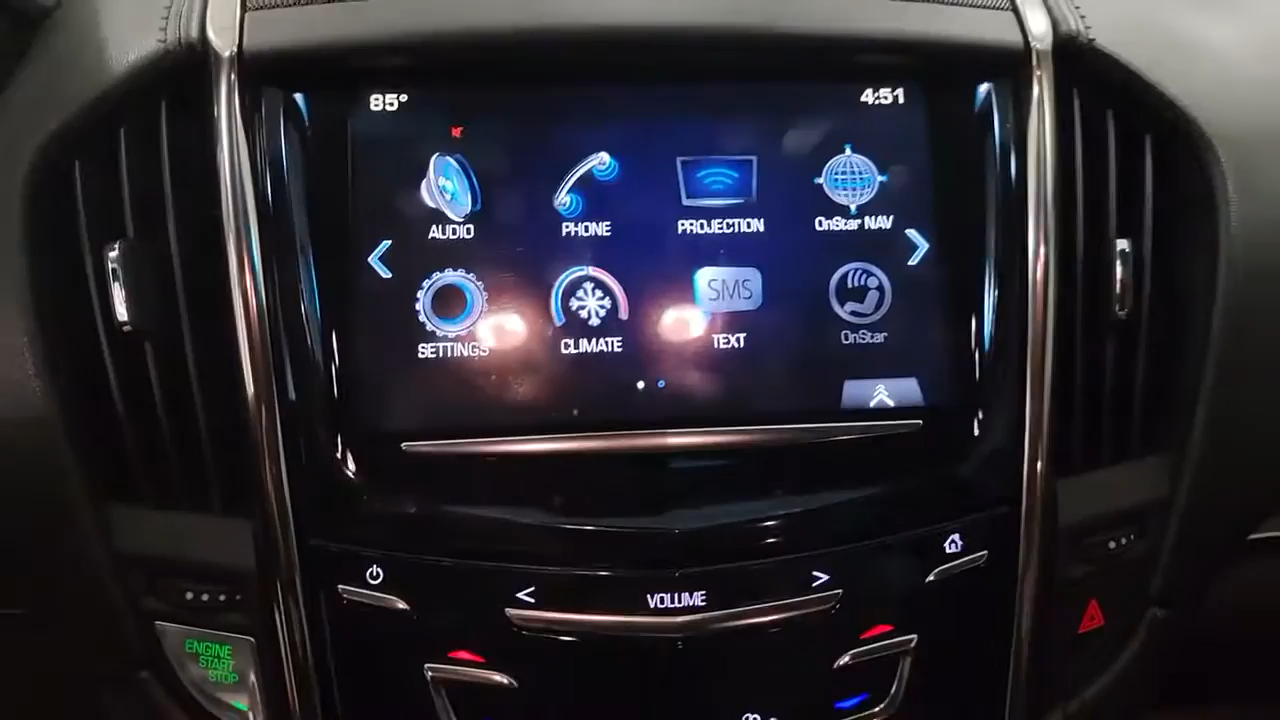 85°
4:51
AUDIO
PHONE
PROJECTION
OnStar NAV
SETTINGS
CLIMATE
SMS
TEXT
OnStar
< VOLUME >
ENGINE
START
STOP